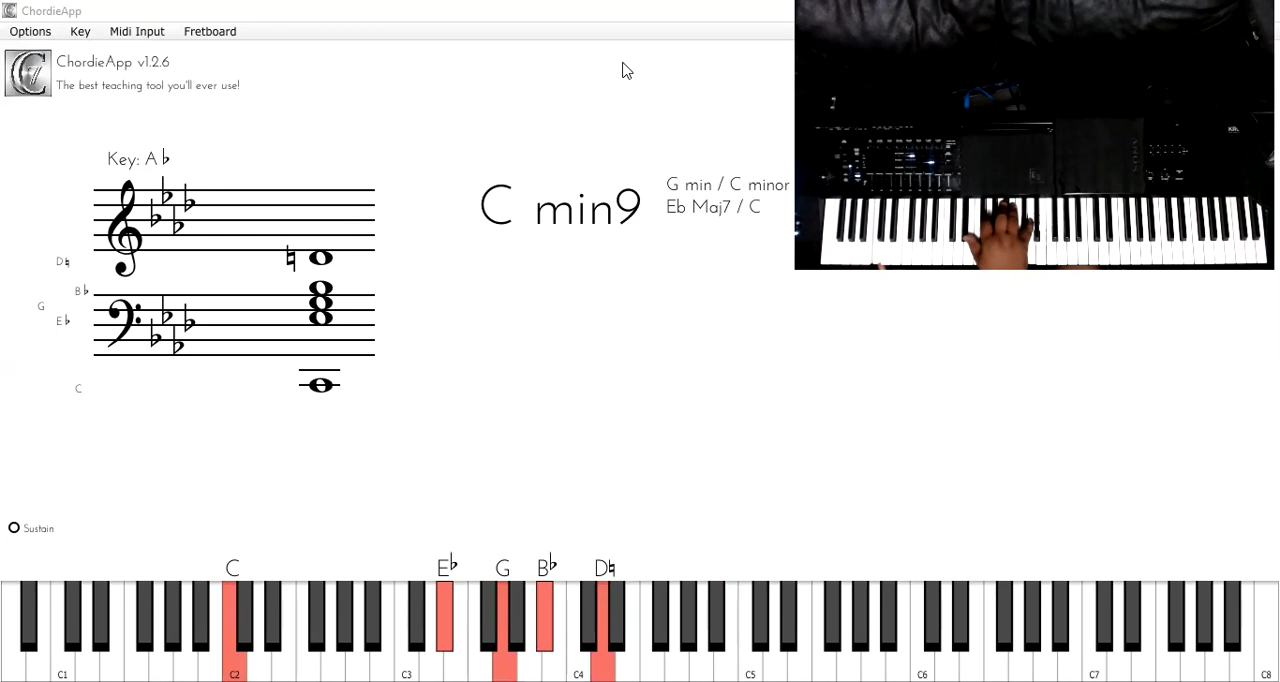 ChordieApp
Options Key Midi Input Fretboard
ChordieApp v1.2.6
The best teaching tool you'll ever use!
Key: A♭
C min9
G min / C minor
Eb Maj7 / C
D♮
B♭
G
E♭
C
Sustain
C E♭ G B♭ D♮
C1 C2 C3 C4 C5 C6 C7 C8
SONY